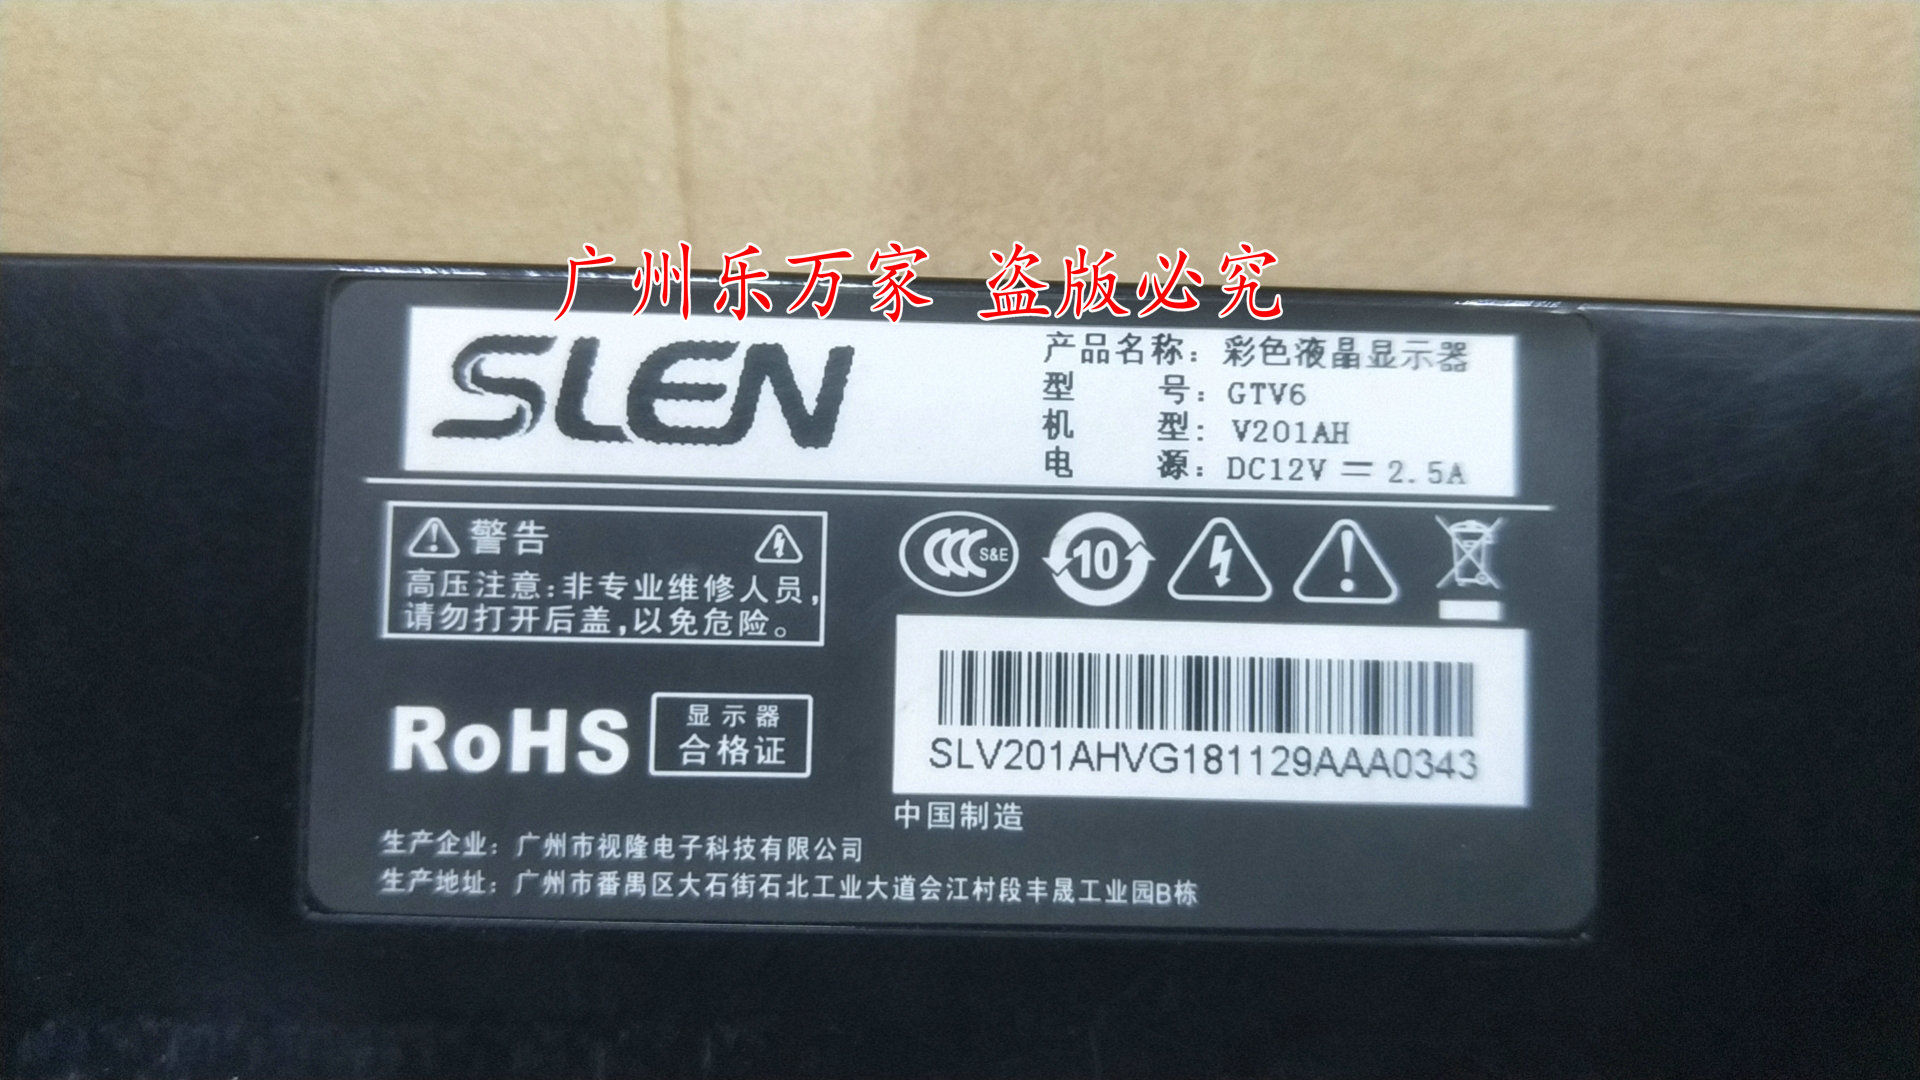 广州乐万家 盗版必究
SLEN
产品名称：彩色液晶显示器
型 号：GTV6
机 型：V201AH
电 源：DC12V ⎓ 2.5A
警告
高压注意：非专业维修人员，
请勿打开后盖，以免危险。
CCC S&E
10
RoHS
显示器
合格证
SLV201AHVG181129AAA0343
中国制造
生产企业：广州市视隆电子科技有限公司
生产地址：广州市番禺区大石街石北工业大道会江村段丰晟工业园B栋